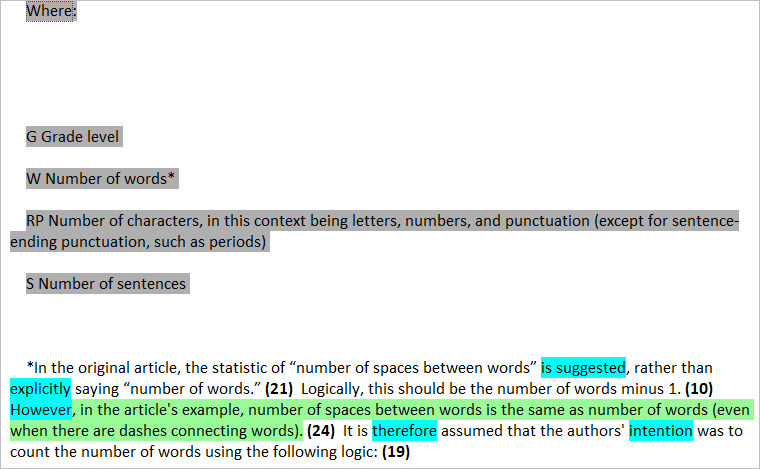 Where:
G Grade level
W Number of words*
RP Number of characters, in this context being letters, numbers, and punctuation (except for sentence-
ending punctuation, such as periods)
S Number of sentences
*In the original article, the statistic of “number of spaces between words” is suggested, rather than
explicitly saying “number of words.” (21)  Logically, this should be the number of words minus 1. (10)
However, in the article's example, number of spaces between words is the same as number of words (even
when there are dashes connecting words). (24)  It is therefore assumed that the authors' intention was to
count the number of words using the following logic: (19)